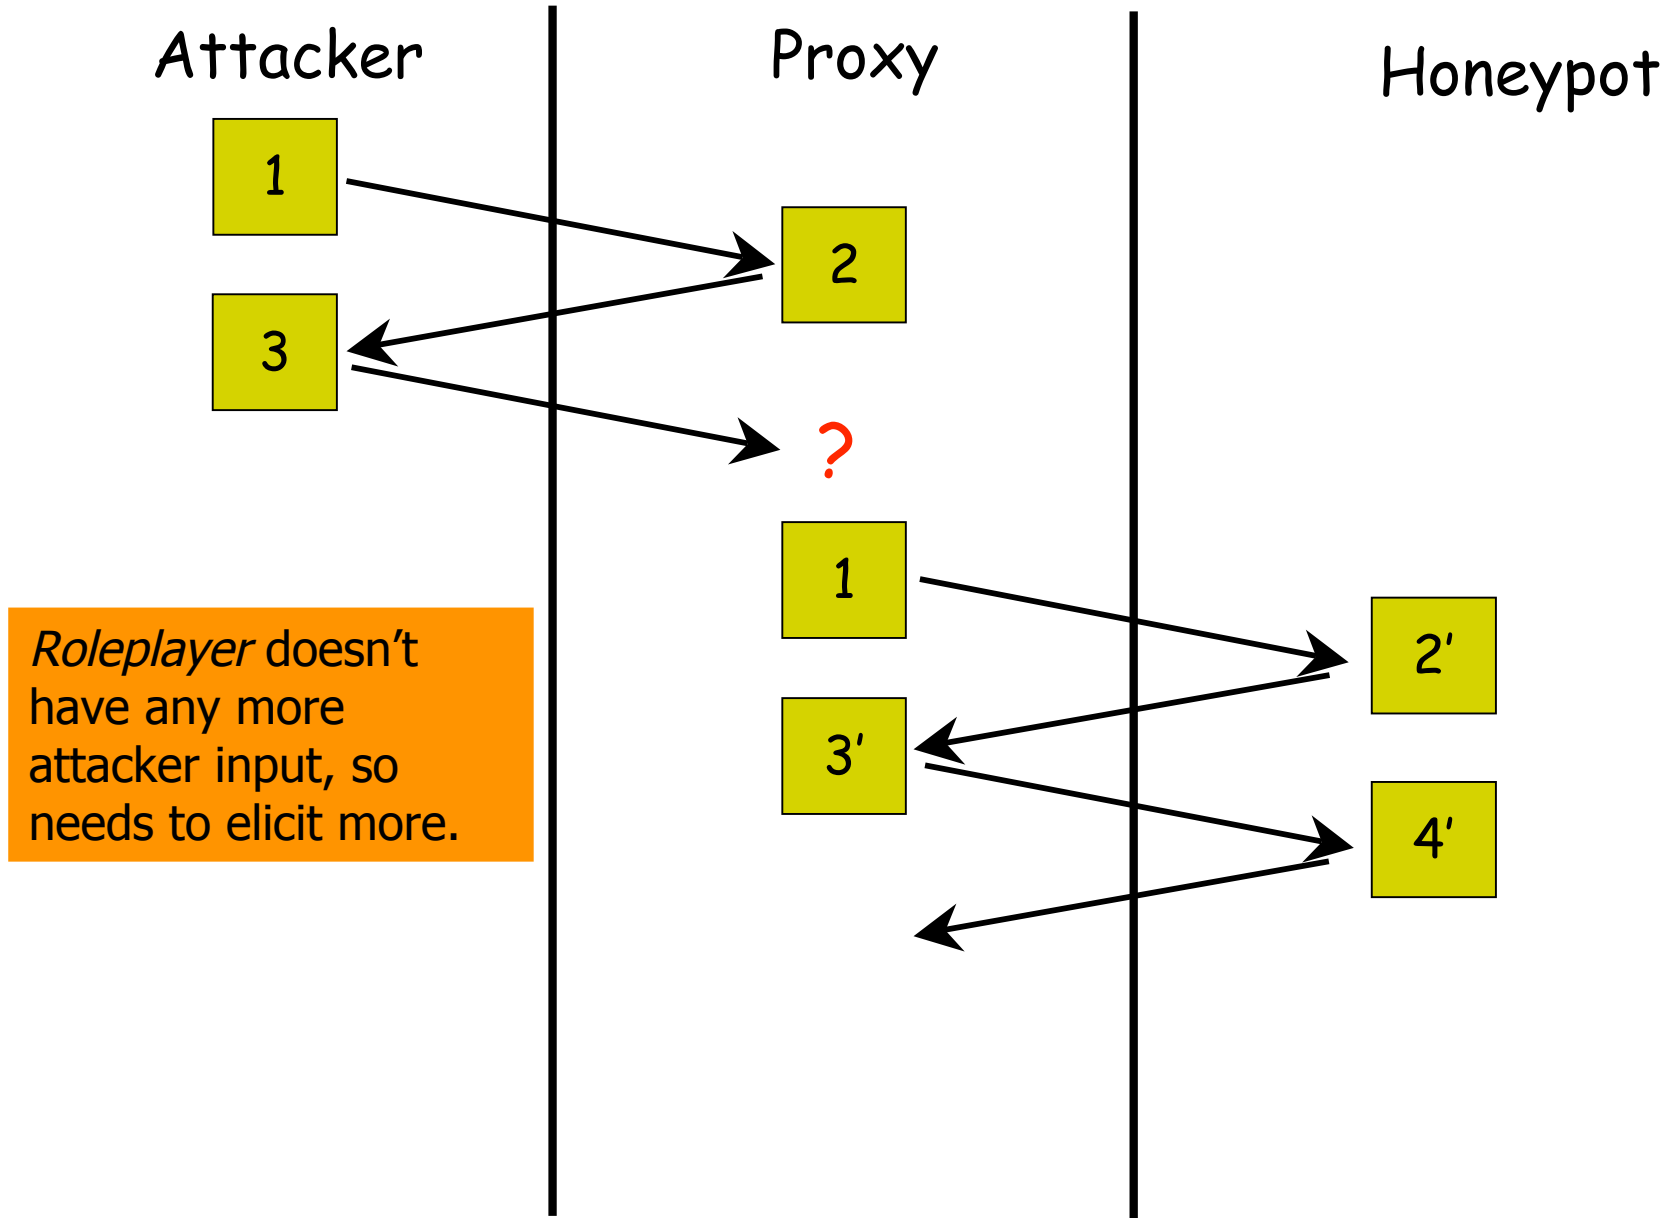 Attacker
Proxy
Honeypot
1
2
3
?
1
2’
3’
4’
Roleplayer doesn’t
have any more
attacker input, so
needs to elicit more.